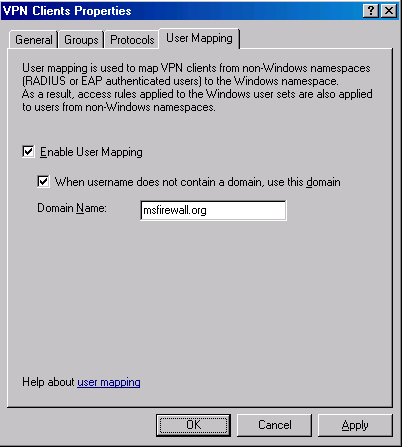 VPN Clients Properties
General Groups Protocols User Mapping
User mapping is used to map VPN clients from non-Windows namespaces
(RADIUS or EAP authenticated users) to the Windows namespace.
As a result, access rules applied to the Windows user sets are also applied
to users from non-Windows namespaces.
Enable User Mapping
When username does not contain a domain, use this domain
Domain Name: msfirewall.org
Help about user mapping
OK Cancel Apply